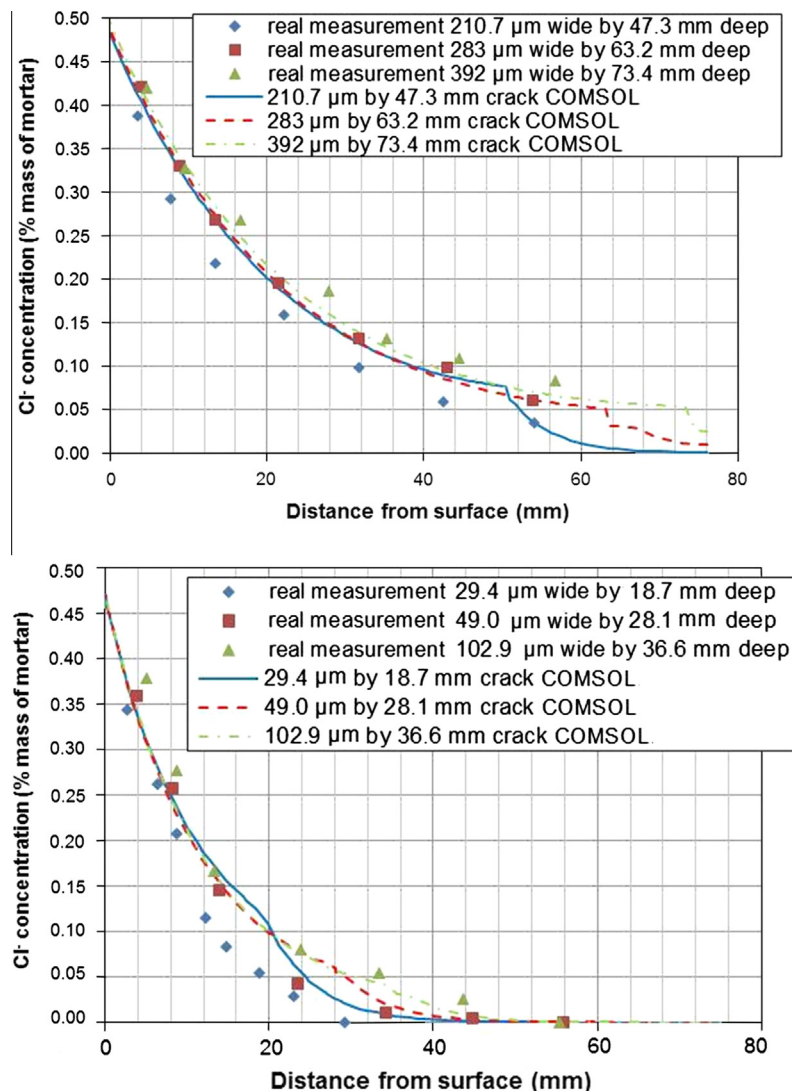 0.50
0.45
0.40
0.35
0.30
0.25
0.20
0.15
0.10
0.05
0.00
Cl- concentration (% mass of mortar)
real measurement 210.7 µm wide by 47.3 mm deep
real measurement 283 µm wide by 63.2 mm deep
real measurement 392 µm wide by 73.4 mm deep
210.7 µm by 47.3 mm crack COMSOL
283 µm by 63.2 mm crack COMSOL
392 µm by 73.4 mm crack COMSOL
0 20 40 60 80
Distance from surface (mm)
0.50
0.45
0.40
0.35
0.30
0.25
0.20
0.15
0.10
0.05
0.00
Cl- concentration (% mass of mortar)
real measurement 29.4 µm wide by 18.7 mm deep
real measurement 49.0 µm wide by 28.1 mm deep
real measurement 102.9 µm wide by 36.6 mm deep
29.4 µm by 18.7 mm crack COMSOL
49.0 µm by 28.1 mm crack COMSOL
102.9 µm by 36.6 mm crack COMSOL
0 20 40 60 80
Distance from surface (mm)